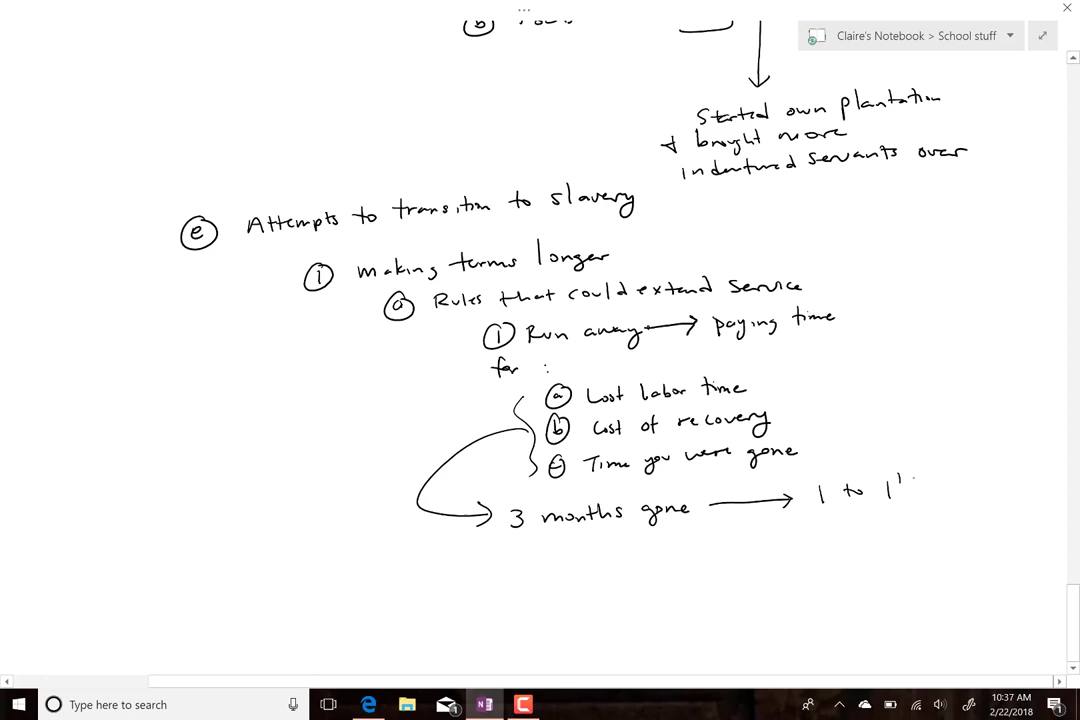 Claire's Notebook > School stuff
b
Started own plantation
+ brought more
indentured servants over
e Attempts to transition to slavery
1 Making terms longer
a Rules that could extend service
1 Run away → paying time
for :
a Lost labor time
b Cost of recovery
c Time you were gone
3 months gone → 1 to 1
Type here to search
10:37 AM
2/22/2018